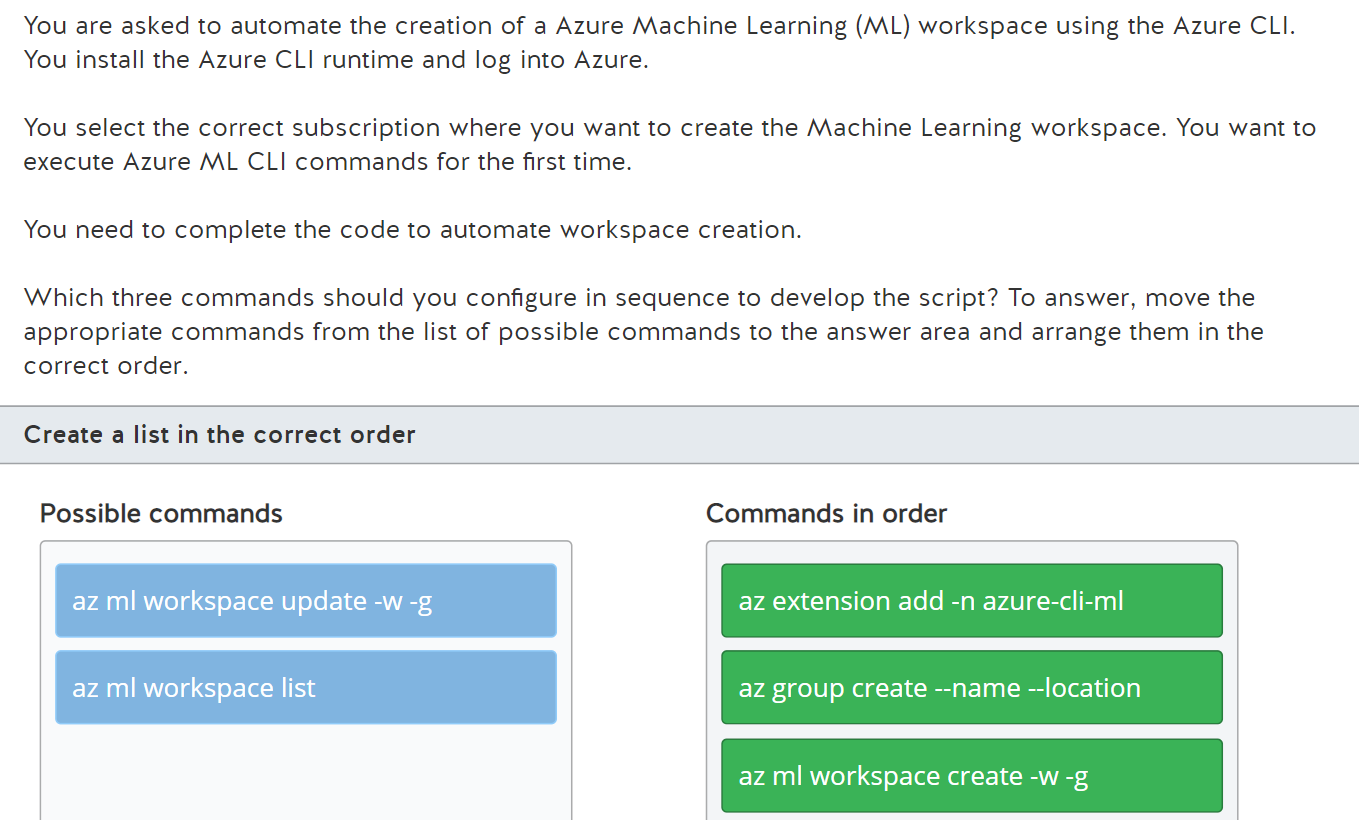 You are asked to automate the creation of a Azure Machine Learning (ML) workspace using the Azure CLI.
You install the Azure CLI runtime and log into Azure.
You select the correct subscription where you want to create the Machine Learning workspace. You want to
execute Azure ML CLI commands for the first time.
You need to complete the code to automate workspace creation.
Which three commands should you configure in sequence to develop the script? To answer, move the
appropriate commands from the list of possible commands to the answer area and arrange them in the
correct order.
Create a list in the correct order
Possible commands
az ml workspace update -w -g
az ml workspace list
Commands in order
az extension add -n azure-cli-ml
az group create --name --location
az ml workspace create -w -g